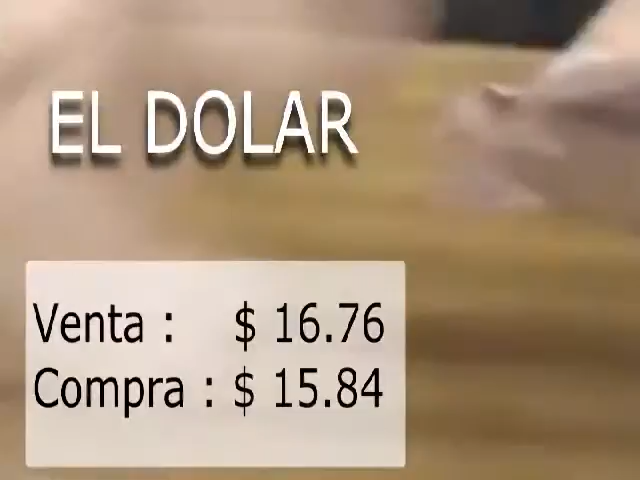 EL DOLAR
Venta : $ 16.76
Compra : $ 15.84